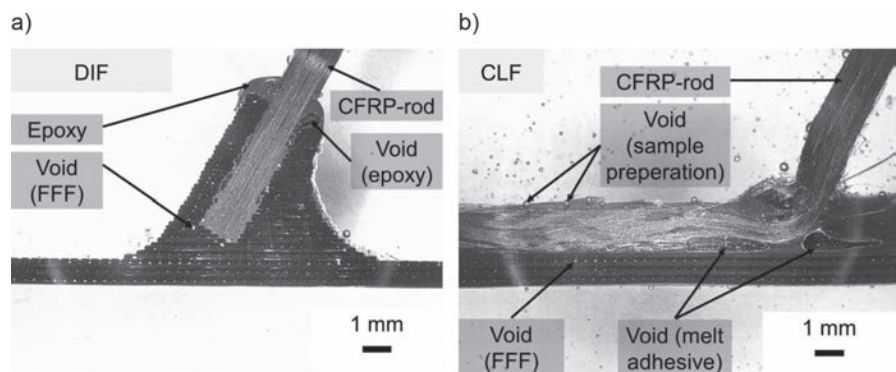 a)
DIF
CFRP-rod
Epoxy
Void
(FFF)
Void
(epoxy)
1 mm
b)
CLF
CFRP-rod
Void
(sample
preperation)
Void
(FFF)
Void (melt
adhesive)
1 mm